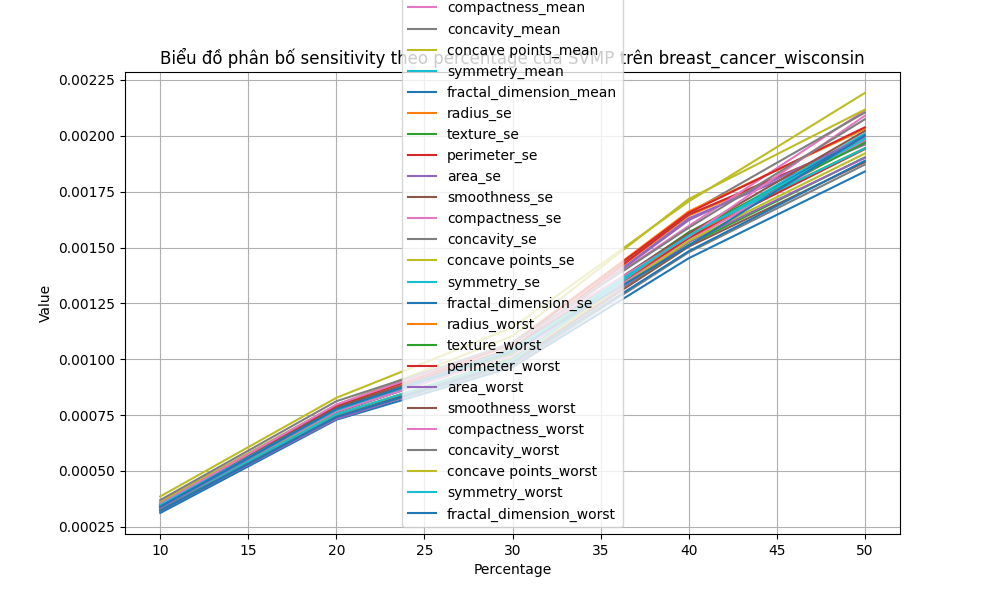 compactness_mean
concavity_mean
concave points_mean
Biểu đồ phân bố sensitivity theo percentage của SVMP trên breast_cancer_wisconsin
symmetry_mean
fractal_dimension_mean
radius_se
texture_se
perimeter_se
area_se
smoothness_se
compactness_se
concavity_se
concave points_se
symmetry_se
fractal_dimension_se
radius_worst
texture_worst
perimeter_worst
area_worst
smoothness_worst
compactness_worst
concavity_worst
concave points_worst
symmetry_worst
fractal_dimension_worst
0.00225
0.00200
0.00175
0.00150
0.00125
0.00100
0.00075
0.00050
0.00025
Value
10 15 20 25 30 35 40 45 50
Percentage